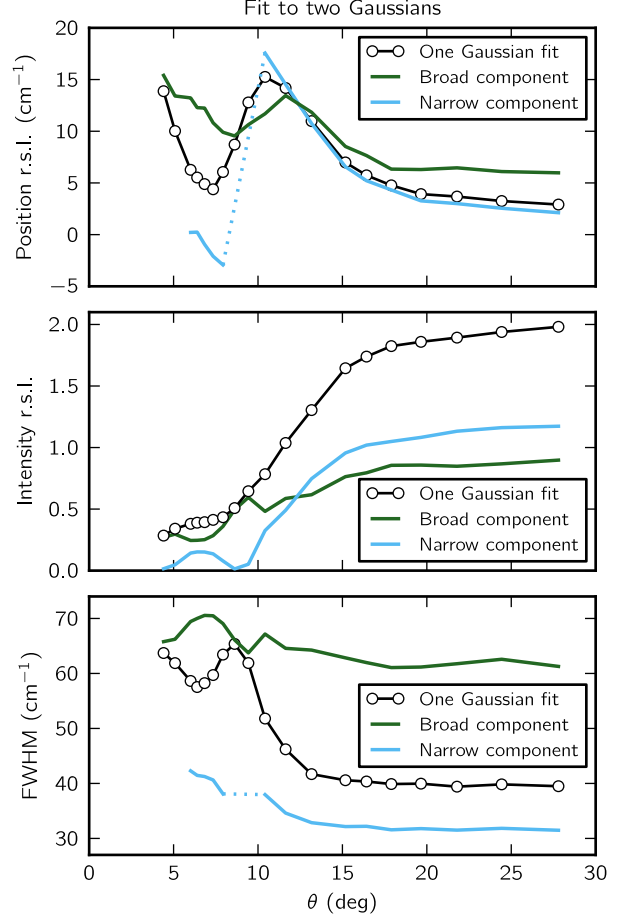 Fit to two Gaussians
Position r.s.l. (cm⁻¹)
20
15
10
5
0
−5
One Gaussian fit
Broad component
Narrow component
Intensity r.s.l.
2.0
1.5
1.0
0.5
0.0
One Gaussian fit
Broad component
Narrow component
FWHM (cm⁻¹)
70
60
50
40
30
One Gaussian fit
Broad component
Narrow component
0 5 10 15 20 25 30
θ (deg)